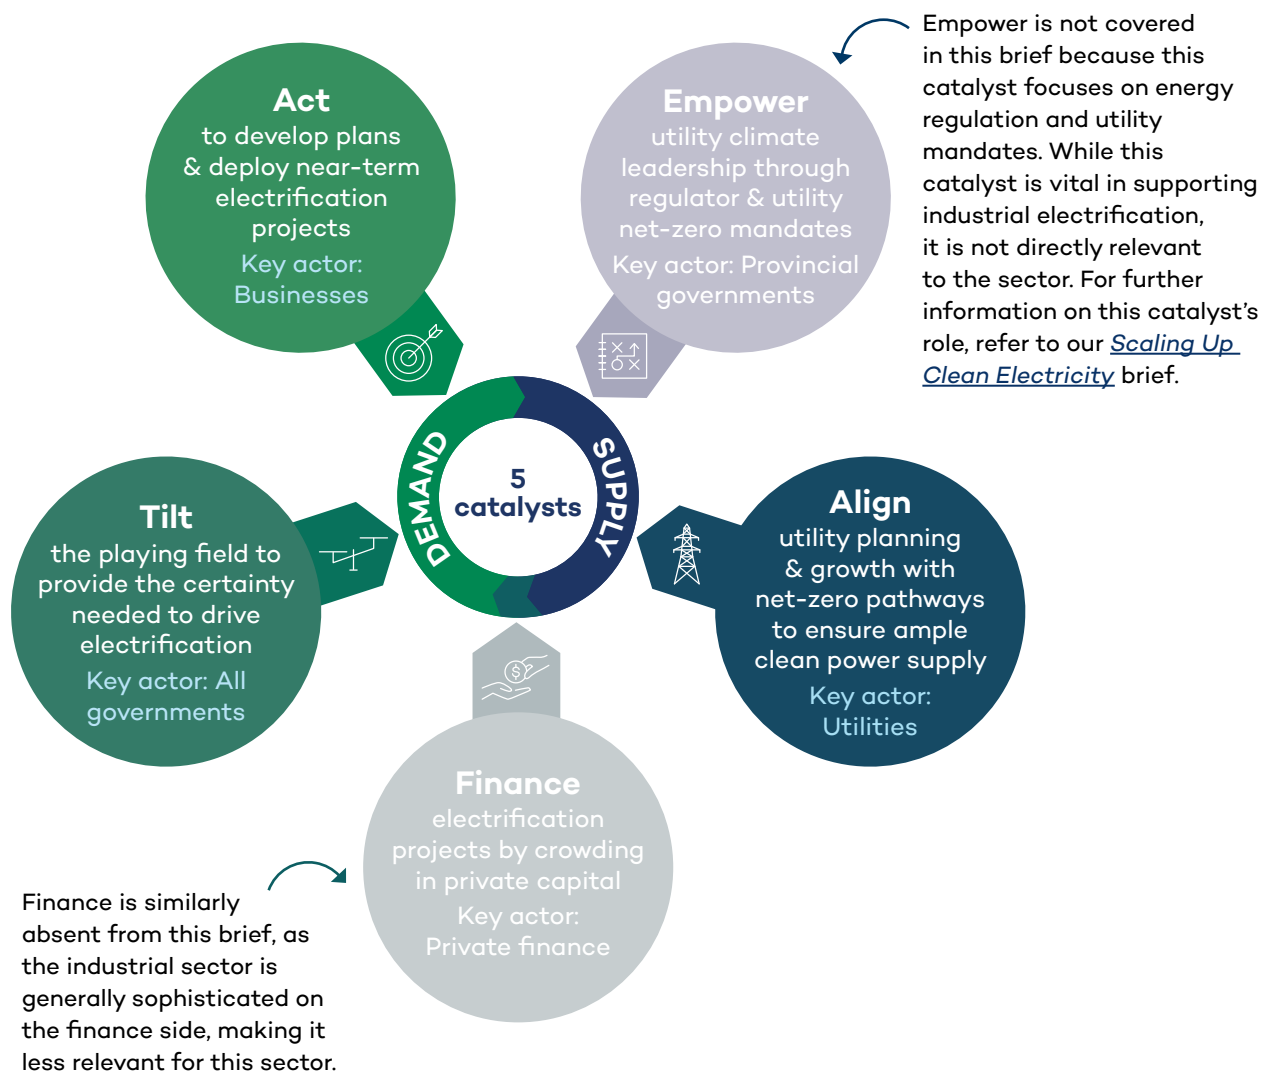 Act
to develop plans
& deploy near-term
electrification
projects
Key actor:
Businesses
Empower
utility climate
leadership through
regulator & utility
net-zero mandates
Key actor: Provincial
governments
Empower is not covered
in this brief because this
catalyst focuses on energy
regulation and utility
mandates. While this
catalyst is vital in supporting
industrial electrification,
it is not directly relevant
to the sector. For further
information on this catalyst’s
role, refer to our Scaling Up
Clean Electricity brief.
DEMAND
5
catalysts
SUPPLY
Tilt
the playing field to
provide the certainty
needed to drive
electrification
Key actor: All
governments
Align
utility planning
& growth with
net-zero pathways
to ensure ample
clean power supply
Key actor:
Utilities
$
Finance
electrification
projects by crowding
in private capital
Key actor:
Private finance
Finance is similarly
absent from this brief, as
the industrial sector is
generally sophisticated on
the finance side, making it
less relevant for this sector.